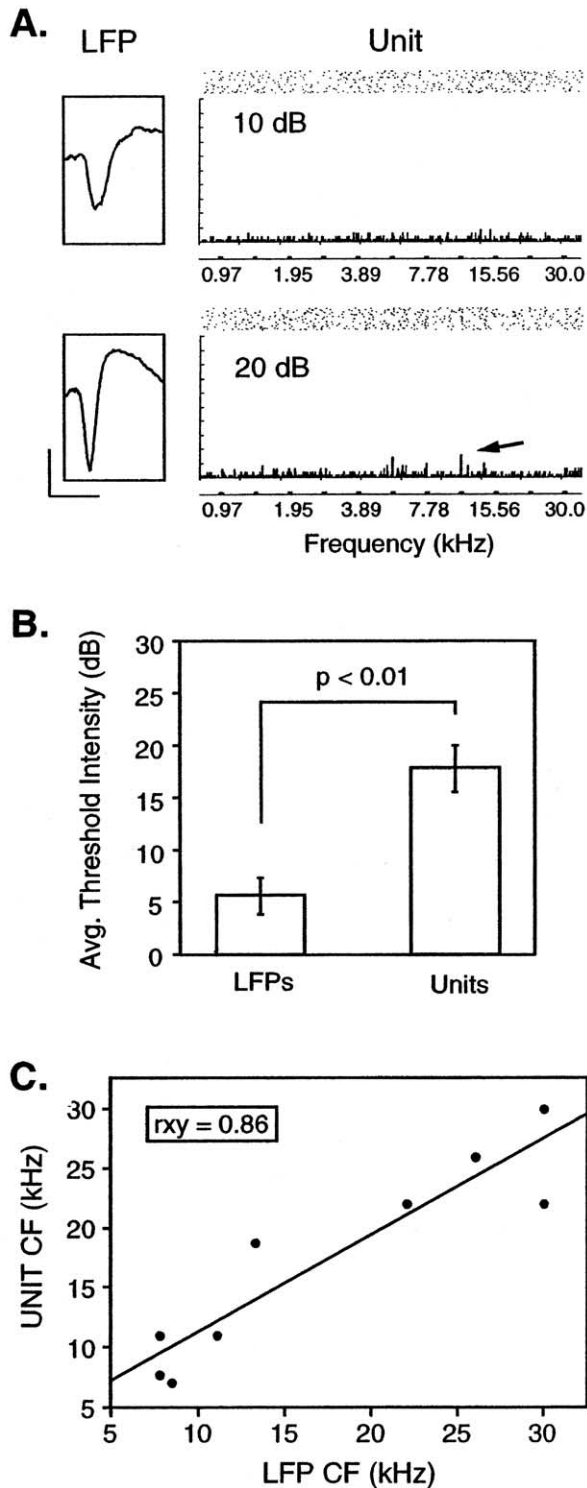 A.
LFP Unit
10 dB
0.97 1.95 3.89 7.78 15.56 30.0
20 dB
0.97 1.95 3.89 7.78 15.56 30.0
Frequency (kHz)
B.
Avg. Threshold Intensity (dB)
30
25
20
15
10
5
0
p < 0.01
LFPs Units
C.
UNIT CF (kHz)
rxy = 0.86
30
25
20
15
10
5
5 10 15 20 25 30
LFP CF (kHz)